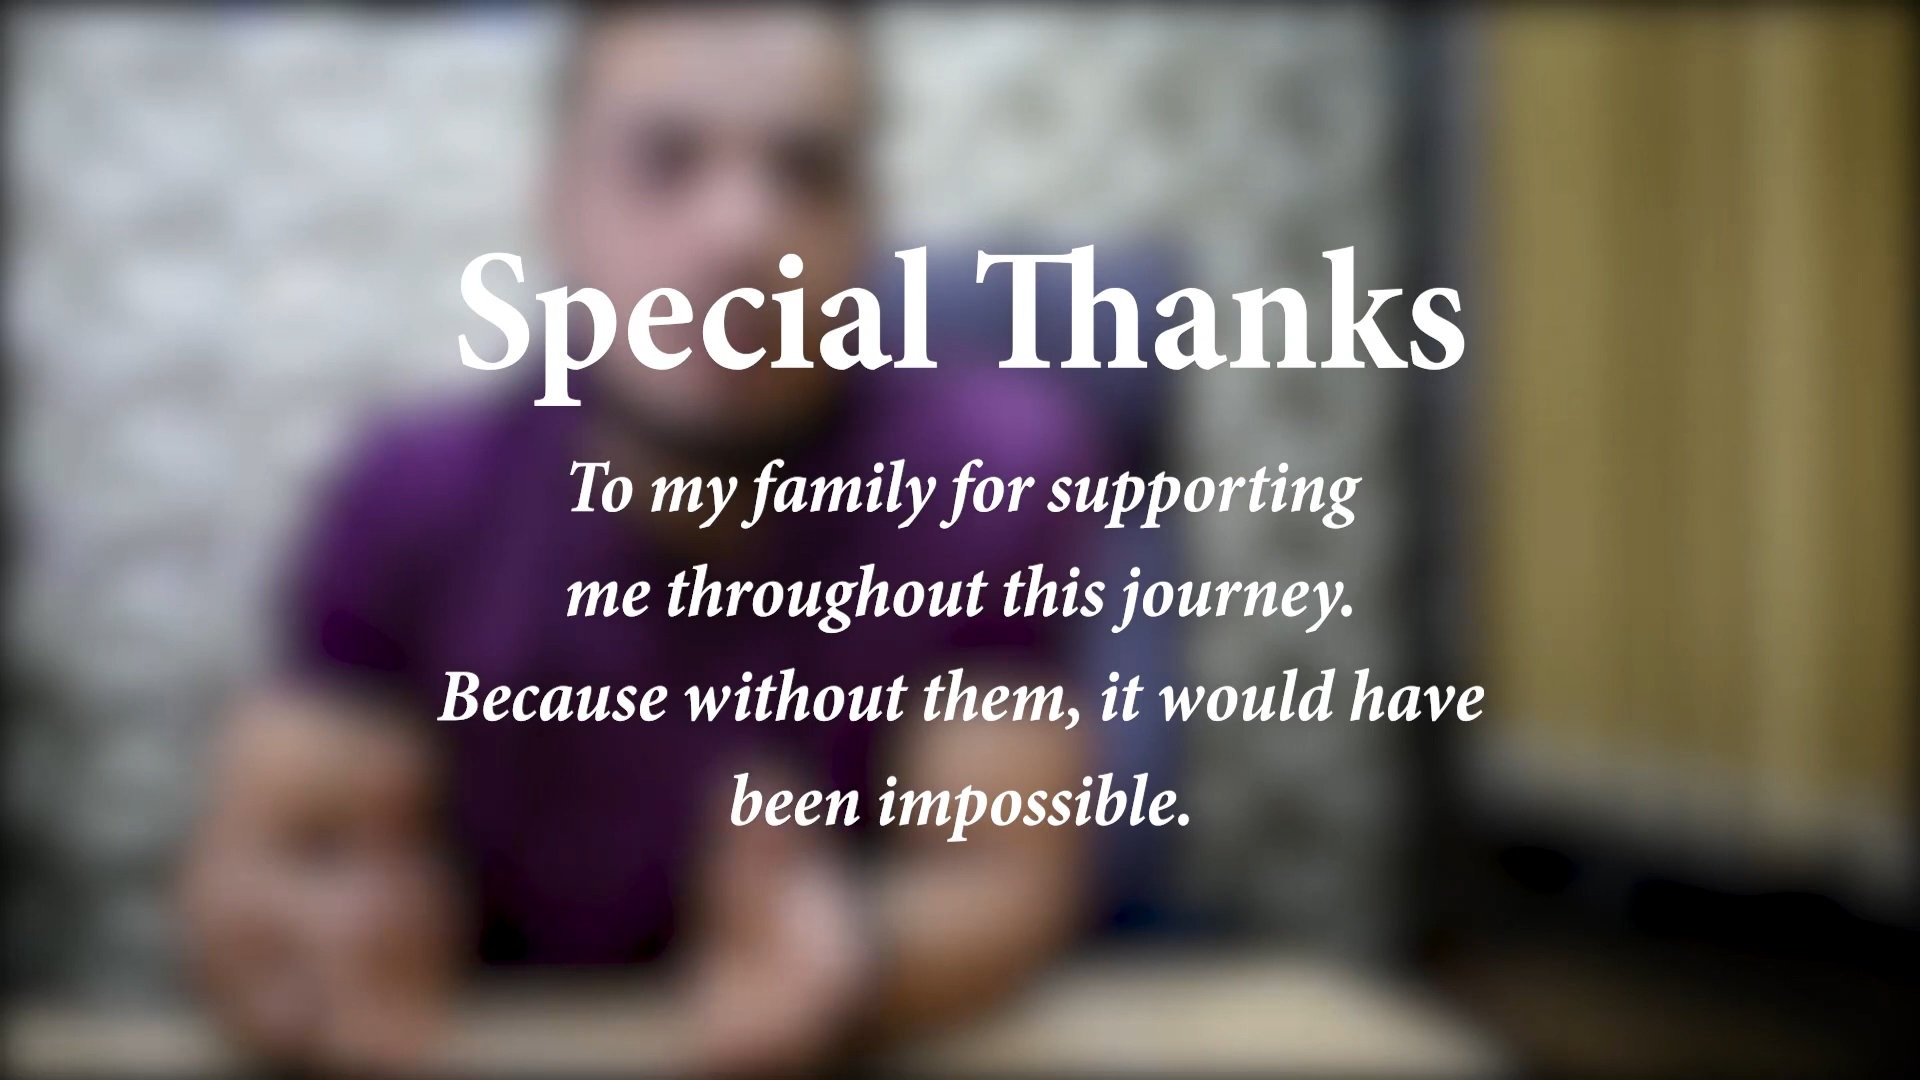 Special Thanks
To my family for supporting
me throughout this journey.
Because without them, it would have
been impossible.